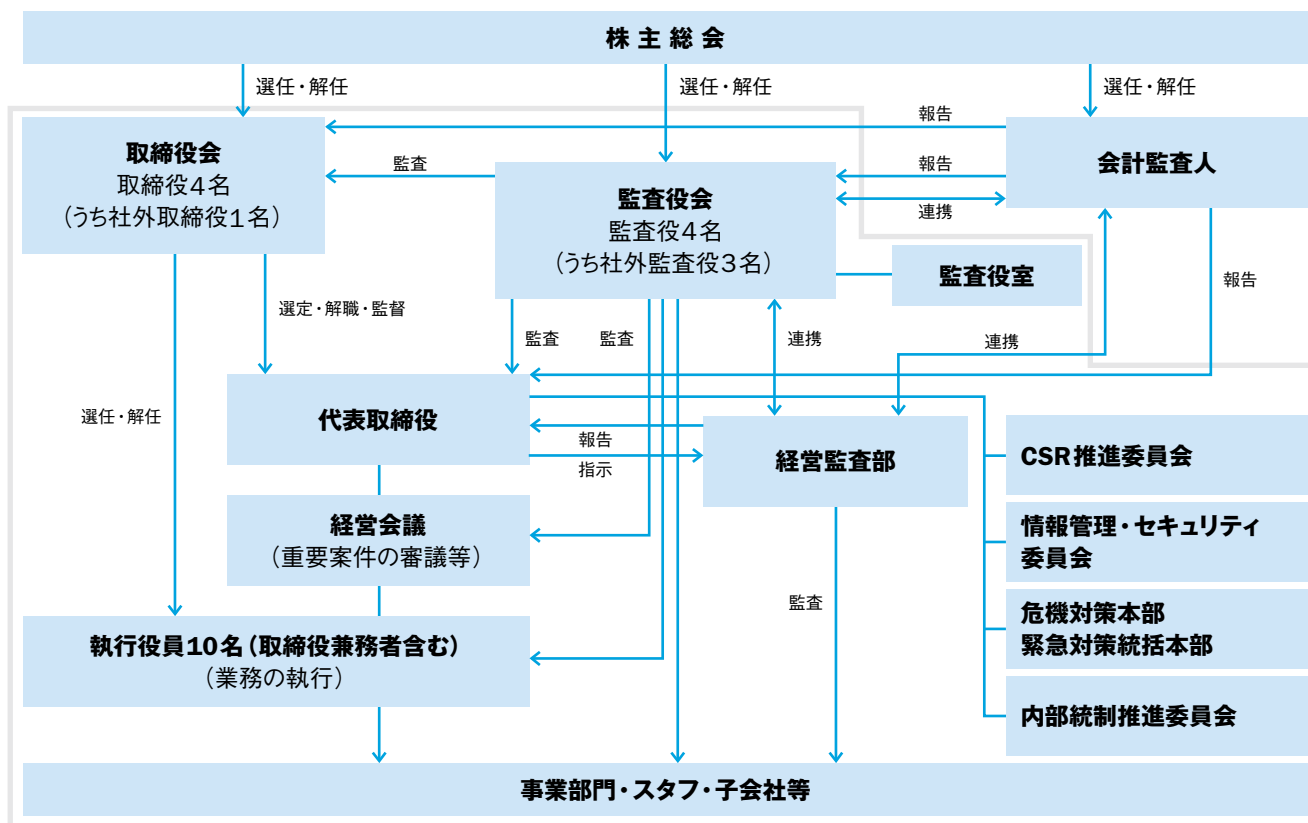 株主総会
選任・解任
選任・解任
選任・解任
報告
取締役会
取締役4名
(うち社外取締役1名)
監査
監査役会
監査役4名
(うち社外監査役3名)
報告
連携
会計監査人
監査役室
報告
選定・解職・監督
監査
監査
連携
連携
選任・解任
代表取締役
報告
指示
経営監査部
CSR推進委員会
経営会議
(重要案件の審議等)
情報管理・セキュリティ
委員会
監査
危機対策本部
緊急対策統括本部
執行役員10名(取締役兼務者含む)
(業務の執行)
内部統制推進委員会
事業部門・スタッフ・子会社等